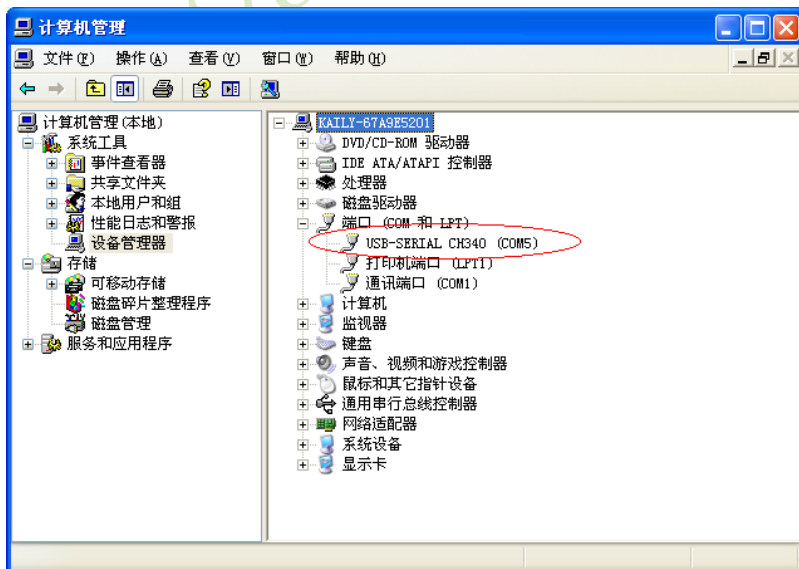 计算机管理
文件(F) 操作(A) 查看(V) 窗口(W) 帮助(H)
计算机管理(本地)
系统工具
事件查看器
共享文件夹
本地用户和组
性能日志和警报
设备管理器
存储
可移动存储
磁盘碎片整理程序
磁盘管理
服务和应用程序
KAILY-67A9E5201
DVD/CD-ROM 驱动器
IDE ATA/ATAPI 控制器
处理器
磁盘驱动器
端口 (COM 和 LPT)
USB-SERIAL CH340 (COM5)
打印机端口 (LPT1)
通讯端口 (COM1)
计算机
监视器
键盘
声音、视频和游戏控制器
鼠标和其它指针设备
通用串行总线控制器
网络适配器
系统设备
显示卡